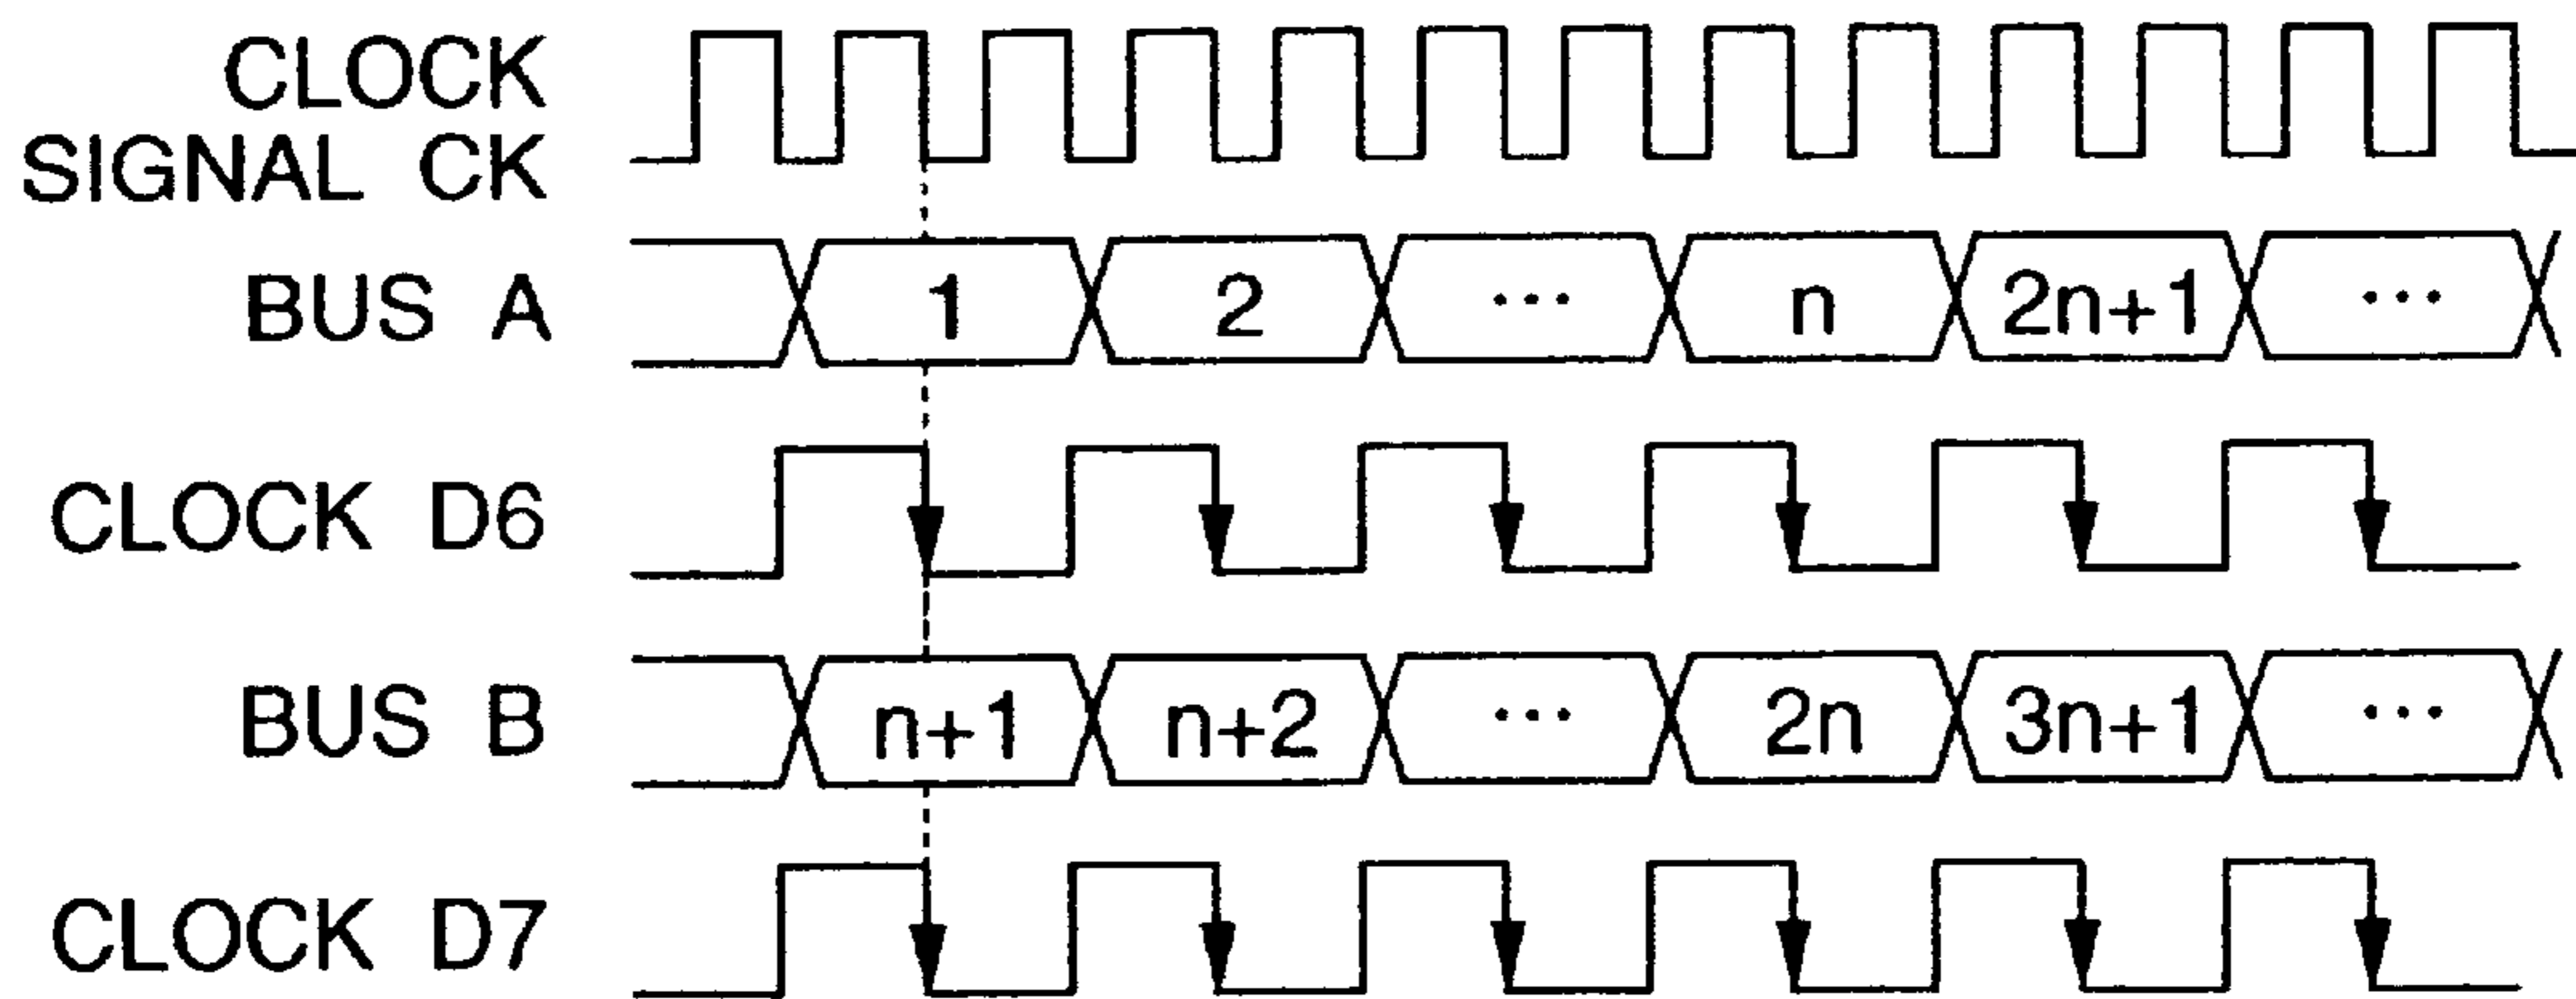 CLOCK
SIGNAL CK
BUS A
1 2 ... n 2n+1 ...
CLOCK D6
BUS B
n+1 n+2 ... 2n 3n+1 ...
CLOCK D7